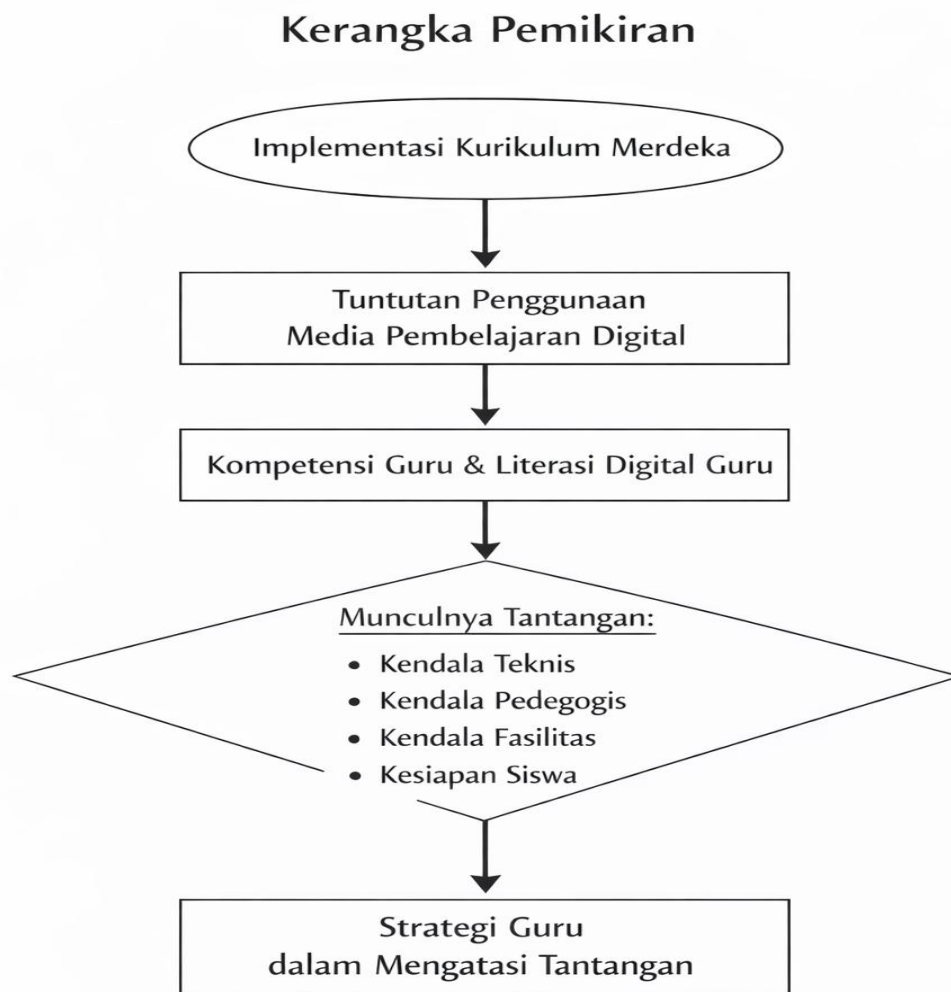 Kerangka Pemikiran
Implementasi Kurikulum Merdeka
Tuntutan Penggunaan
Media Pembelajaran Digital
Kompetensi Guru & Literasi Digital Guru
Munculnya Tantangan:
• Kendala Teknis
• Kendala Pedegogis
• Kendala Fasilitas
• Kesiapan Siswa
Strategi Guru
dalam Mengatasi Tantangan